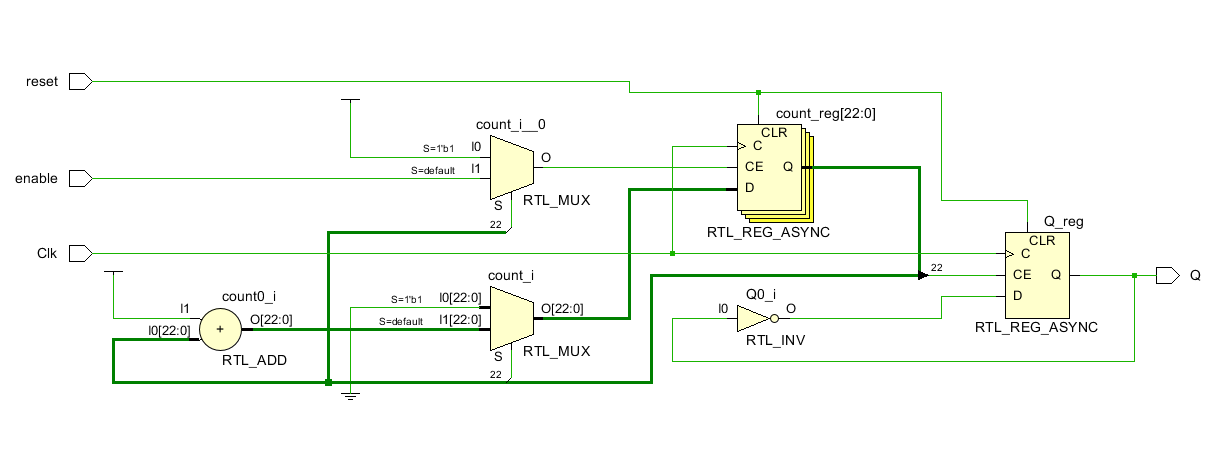 reset
count_reg[22:0]
count_i__0
CLR
S=1'b1 I0
O
C
S=default I1
CE Q
enable
D
S
RTL_MUX
22
RTL_REG_ASYNC
Q_reg
CLR
Clk
C
22
CE Q
Q
count_i
D
count0_i
S=1'b1 I0[22:0]
Q0_i
I1
O[22:0]
I0
O
+
O[22:0]
S=default I1[22:0]
I0[22:0]
RTL_REG_ASYNC
RTL_INV
RTL_MUX
S
RTL_ADD
22